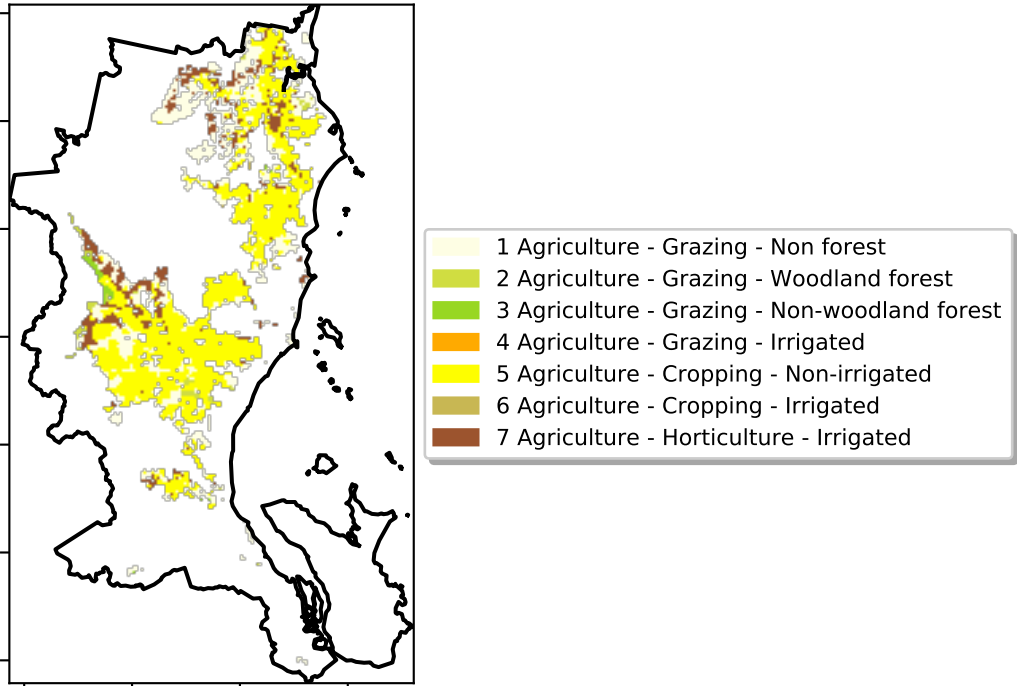 1 Agriculture - Grazing - Non forest
2 Agriculture - Grazing - Woodland forest
3 Agriculture - Grazing - Non-woodland forest
4 Agriculture - Grazing - Irrigated
5 Agriculture - Cropping - Non-irrigated
6 Agriculture - Cropping - Irrigated
7 Agriculture - Horticulture - Irrigated